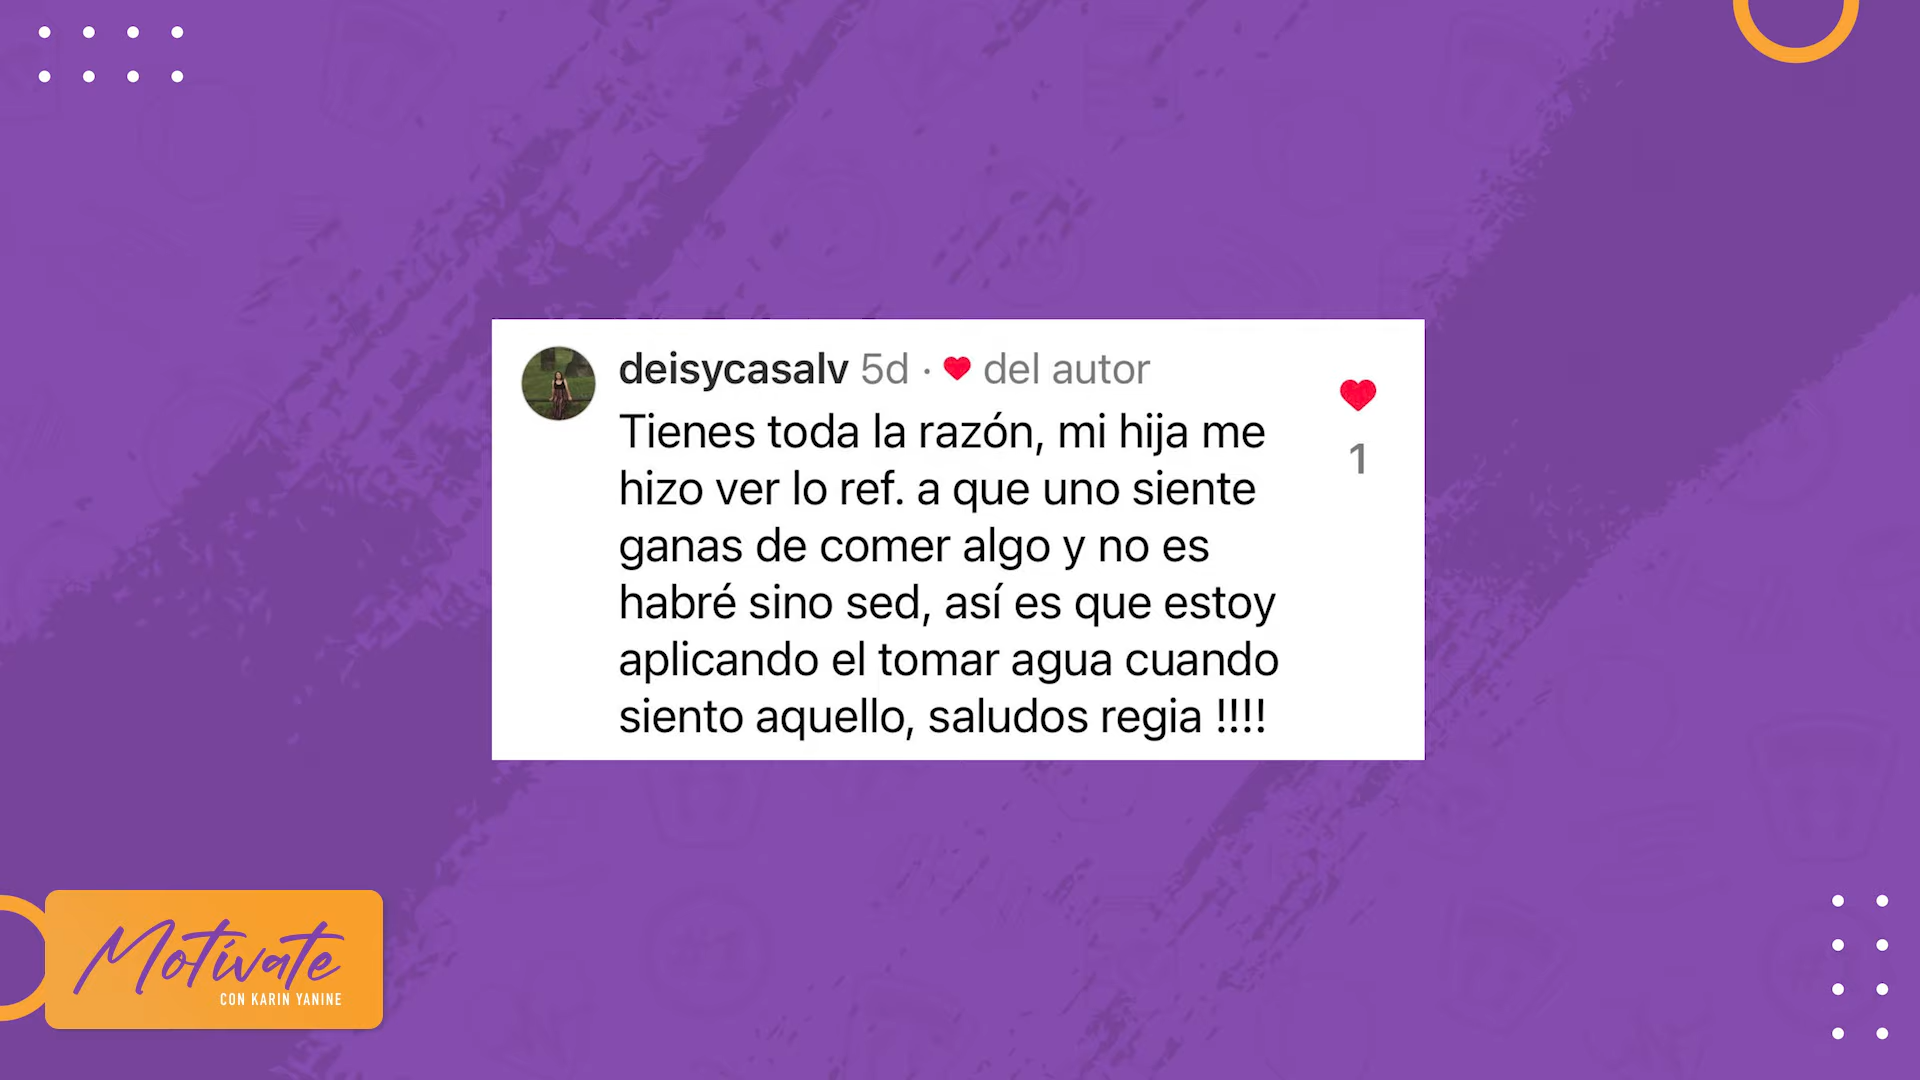 deisycasalv 5d · ❤ del autor
Tienes toda la razón, mi hija me
hizo ver lo ref. a que uno siente
ganas de comer algo y no es
habré sino sed, así es que estoy
aplicando el tomar agua cuando
siento aquello, saludos regia !!!!
1
Motívate
CON KARIN YANINE